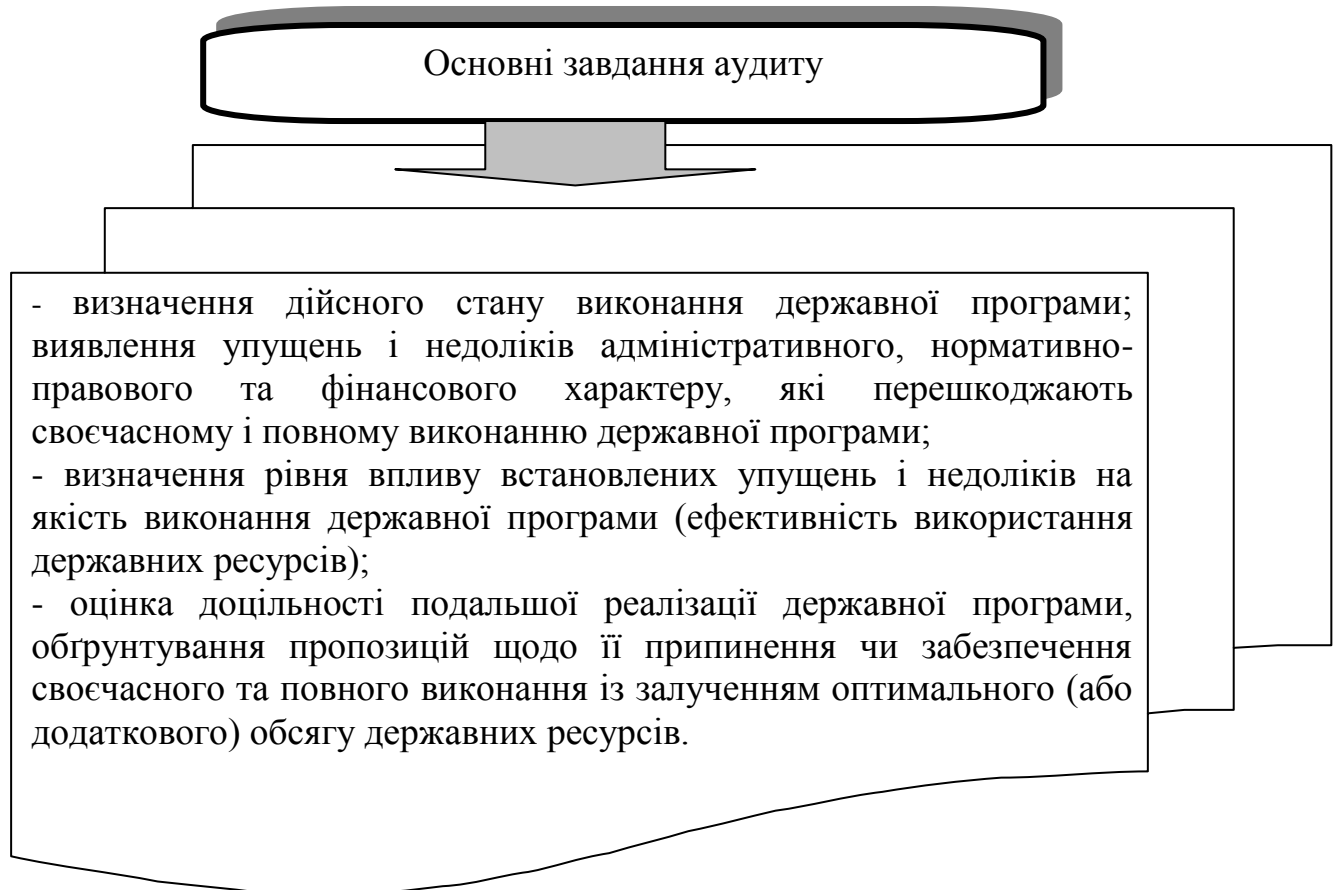 Основні завдання аудиту
- визначення дійсного стану виконання державної програми;
виявлення упущень і недоліків адміністративного, нормативно-
правового та фінансового характеру, які перешкоджають
своєчасному і повному виконанню державної програми;
- визначення рівня впливу встановлених упущень і недоліків на
якість виконання державної програми (ефективність використання
державних ресурсів);
- оцінка доцільності подальшої реалізації державної програми,
обґрунтування пропозицій щодо її припинення чи забезпечення
своєчасного та повного виконання із залученням оптимального (або
додаткового) обсягу державних ресурсів.